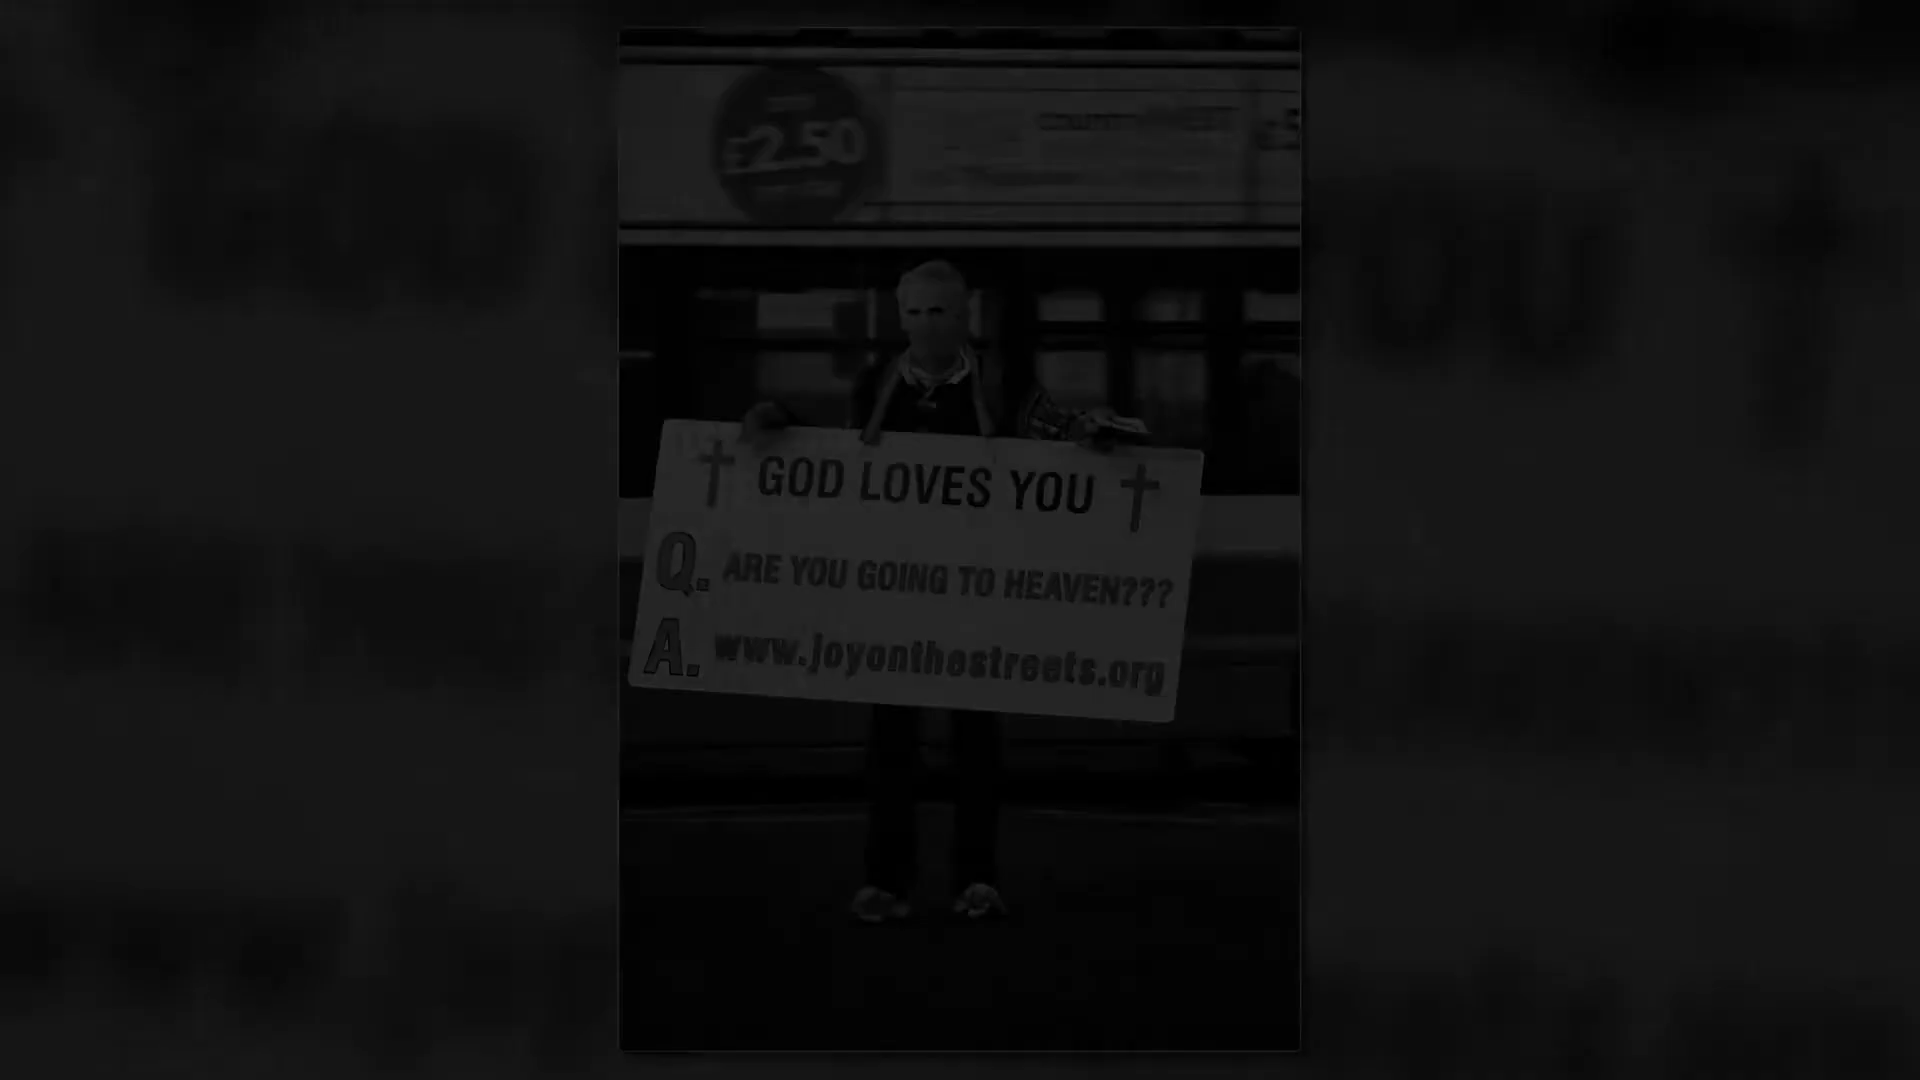 £2.50
† GOD LOVES YOU †
Q. ARE YOU GOING TO HEAVEN???
A. www.joyonthestreets.org